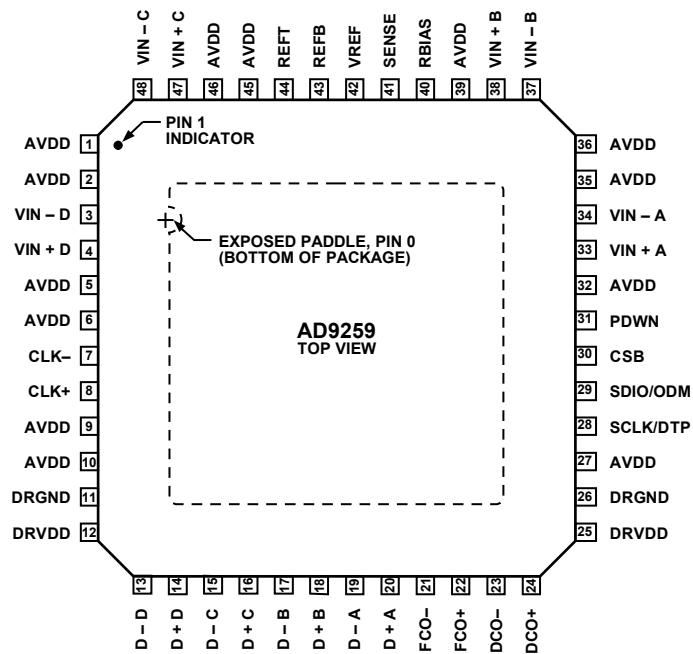 VIN – C
VIN + C
AVDD
AVDD
REFT
REFB
VREF
SENSE
RBIAS
AVDD
VIN + B
VIN – B
48
47
46
45
44
43
42
41
40
39
38
37
PIN 1
INDICATOR
AVDD 1
AVDD 2
VIN – D 3
VIN + D 4
AVDD 5
AVDD 6
CLK– 7
CLK+ 8
AVDD 9
AVDD 10
DRGND 11
DRVDD 12
EXPOSED PADDLE, PIN 0
(BOTTOM OF PACKAGE)
AD9259
TOP VIEW
36 AVDD
35 AVDD
34 VIN – A
33 VIN + A
32 AVDD
31 PDWN
30 CSB
29 SDIO/ODM
28 SCLK/DTP
27 AVDD
26 DRGND
25 DRVDD
13
14
15
16
17
18
19
20
21
22
23
24
D – D
D + D
D – C
D + C
D – B
D + B
D – A
D + A
FCO–
FCO+
DCO–
DCO+